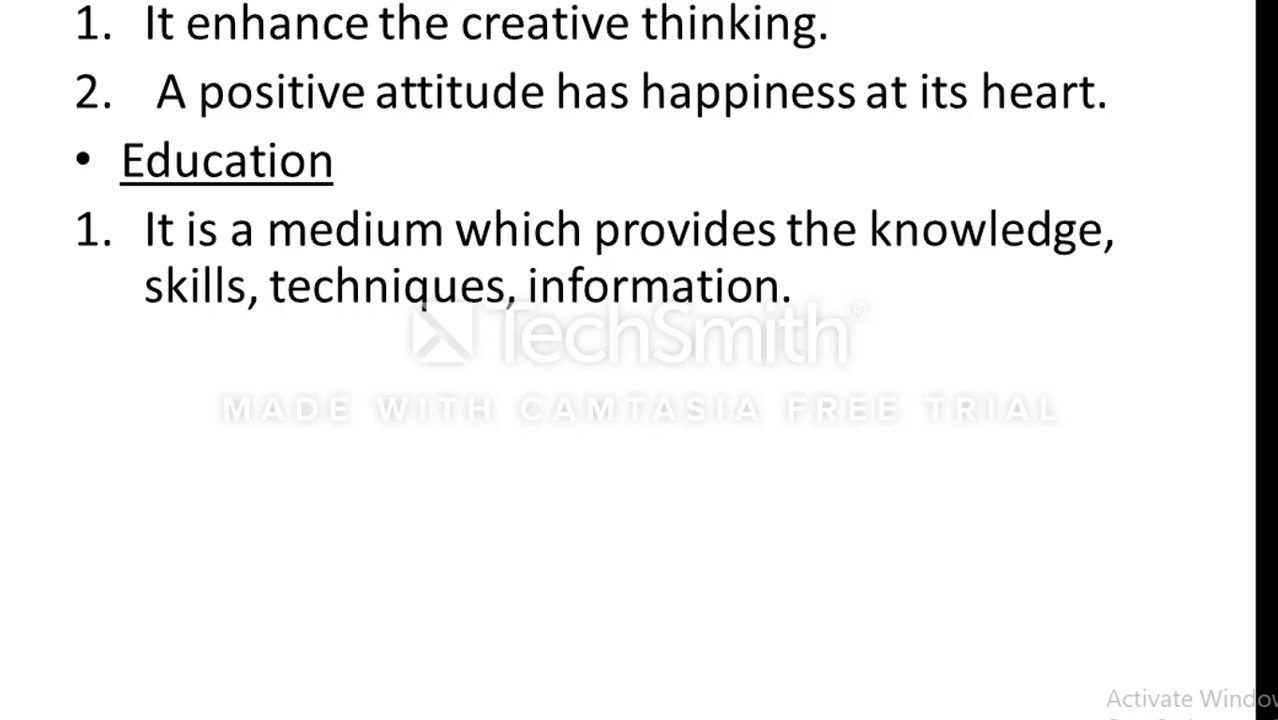 1. It enhance the creative thinking.
2. A positive attitude has happiness at its heart.
• Education
1. It is a medium which provides the knowledge,
skills, techniques, information.
TechSmith®
MADE WITH CAMTASIA FREE TRIAL
Activate Window